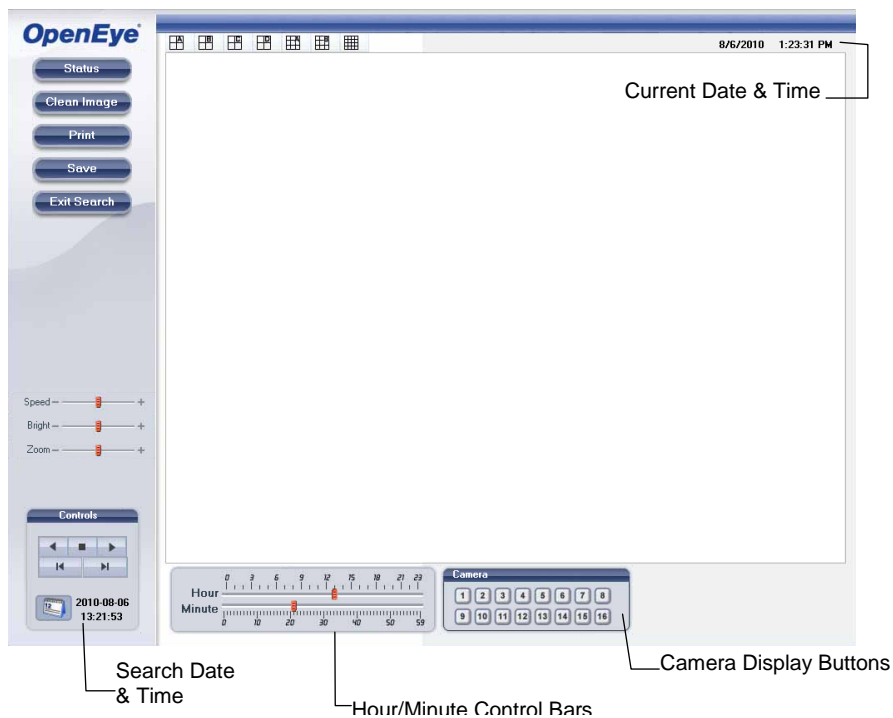 OpenEye
A B C D A B
8/6/2010 1:23:31 PM
Current Date & Time
Status
Clean Image
Print
Save
Exit Search
Speed − +
Bright − +
Zoom − +
Controls
12
2010-08-06
13:21:53
0 3 6 9 12 15 18 21 23
Hour
Minute
0 10 20 30 40 50 59
Camera
1 2 3 4 5 6 7 8
9 10 11 12 13 14 15 16
Search Date
& Time
Hour/Minute Control Bars
Camera Display Buttons